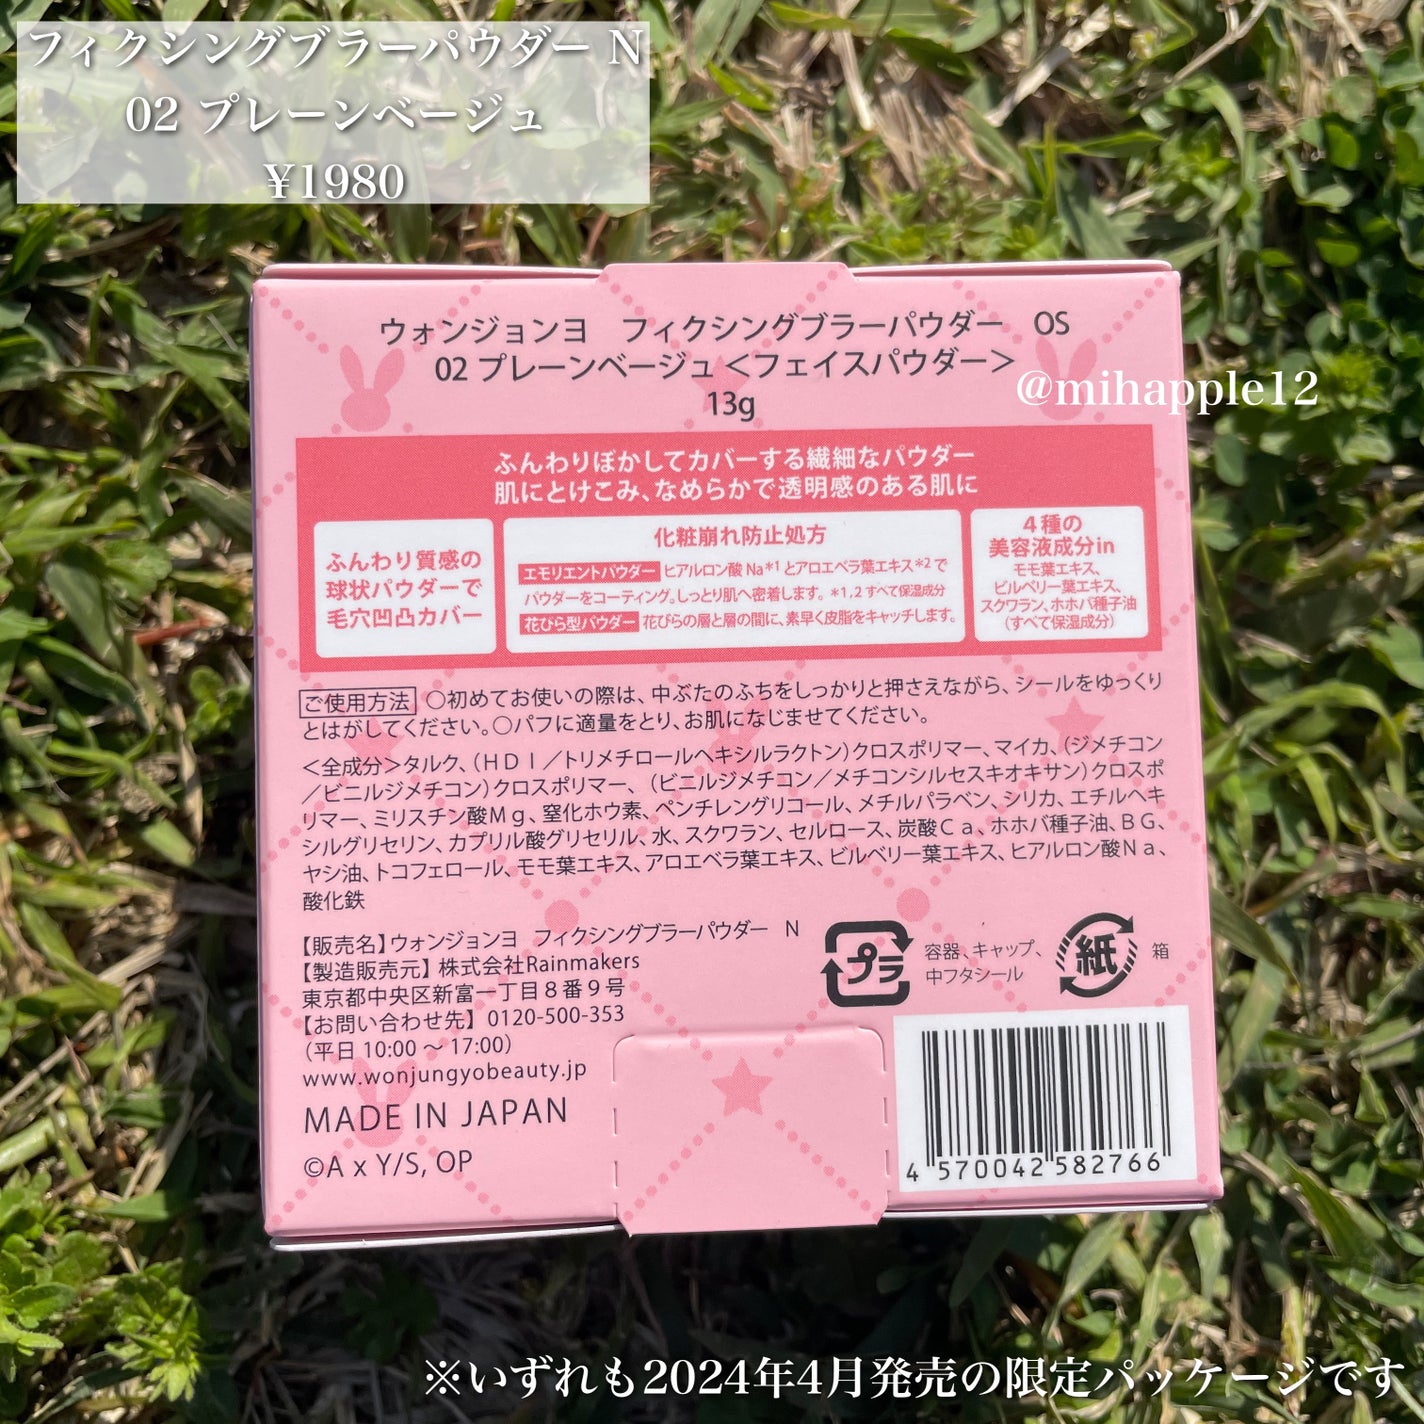 フィクシングブラーパウダー N
02 プレーンベージュ
¥1980
ウォンジョンヨ　フィクシングブラーパウダー　OS
02 プレーンベージュ＜フェイスパウダー＞
@mihapple12
13g
ふんわりぼかしてカバーする繊細なパウダー
肌にとけこみ、なめらかで透明感のある肌に
ふんわり質感の
球状パウダーで
毛穴凹凸カバー
化粧崩れ防止処方
エモリエントパウダー ヒアルロン酸 Na*1 とアロエベラ葉エキス*2 で
パウダーをコーティング。しっとり肌へ密着します。 *1,2 すべて保湿成分
花びら型パウダー 花びらの層と層の間に、素早く皮脂をキャッチします。
４種の
美容液成分in
モモ葉エキス、
ビルベリー葉エキス、
スクワラン、ホホバ種子油
（すべて保湿成分）
ご使用方法 ○初めてお使いの際は、中ぶたのふちをしっかりと押さえながら、シールをゆっくり
とはがしてください。○パフに適量をとり、お肌になじませてください。
＜全成分＞タルク、（ＨＤＩ／トリメチロールヘキシルラクトン）クロスポリマー、マイカ、（ジメチコン
／ビニルジメチコン）クロスポリマー、（ビニルジメチコン／メチコンシルセスキオキサン）クロスポ
リマー、ミリスチン酸Ｍｇ、窒化ホウ素、ペンチレングリコール、メチルパラベン、シリカ、エチルヘキ
シルグリセリン、カプリル酸グリセリル、水、スクワラン、セルロース、炭酸Ｃａ、ホホバ種子油、ＢＧ、
ヤシ油、トコフェロール、モモ葉エキス、アロエベラ葉エキス、ビルベリー葉エキス、ヒアルロン酸Ｎａ、
酸化鉄
【販売名】ウォンジョンヨ　フィクシングブラーパウダー　N
【製造販売元】株式会社Rainmakers
東京都中央区新富一丁目８番９号
【お問い合わせ先】 0120-500-353
（平日 10:00 ～ 17:00）
www.wonjungyobeauty.jp
MADE IN JAPAN
©A x Y/S, OP
プラ
容器、キャップ、
中フタシール
紙
箱
4 570042 582766
※いずれも2024年4月発売の限定パッケージです